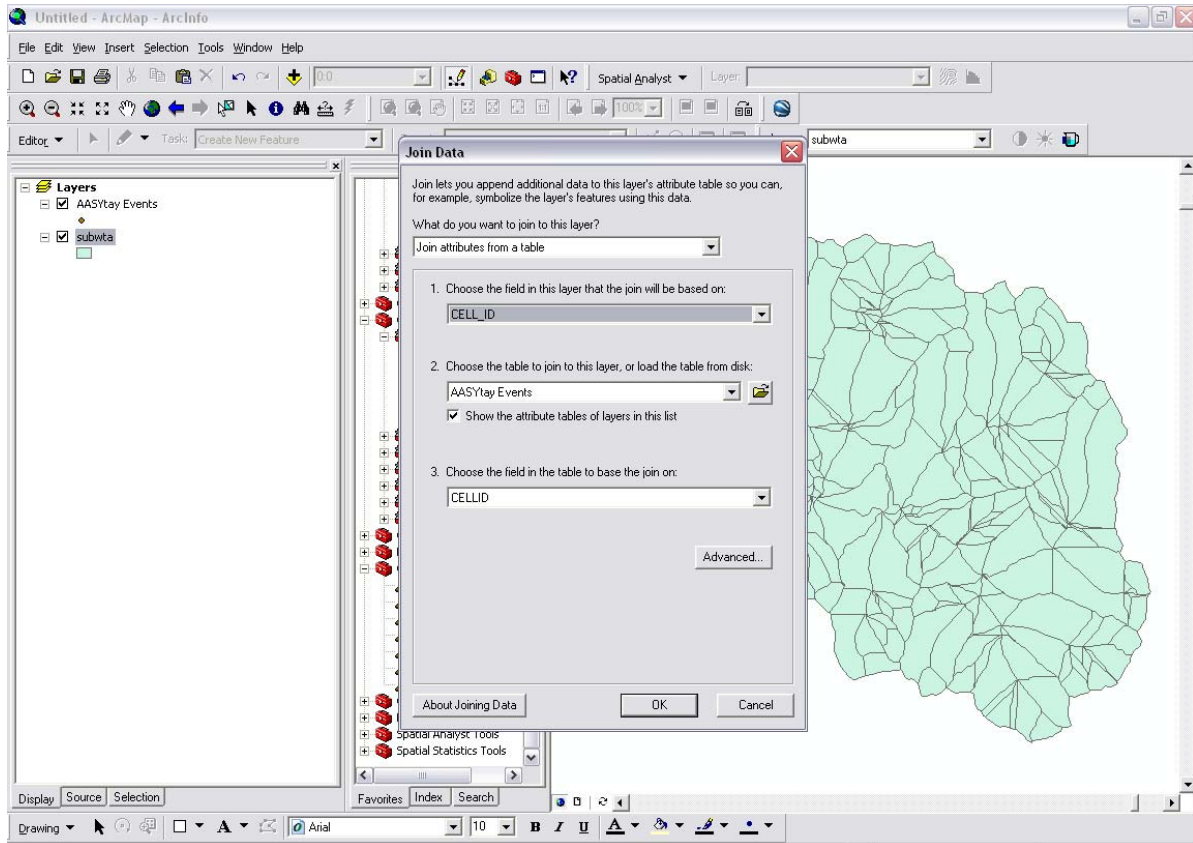 Untitled - ArcMap - ArcInfo
File Edit View Insert Selection Tools Window Help
0:0
Spatial Analyst
Layer:
100%
Editor
Task:
Create New Feature
subwta
Layers
AASYtay Events
subwta
Join Data
Join lets you append additional data to this layer's attribute table so you can,
for example, symbolize the layer's features using this data.
What do you want to join to this layer?
Join attributes from a table
1. Choose the field in this layer that the join will be based on:
CELL_ID
2. Choose the table to join to this layer, or load the table from disk:
AASYtay Events
Show the attribute tables of layers in this list
3. Choose the field in the table to base the join on:
CELLID
Advanced...
About Joining Data
OK
Cancel
Spatial Analyst Tools
Spatial Statistics Tools
Display Source Selection
Favorites Index Search
Drawing
A
Arial
10
B I U A